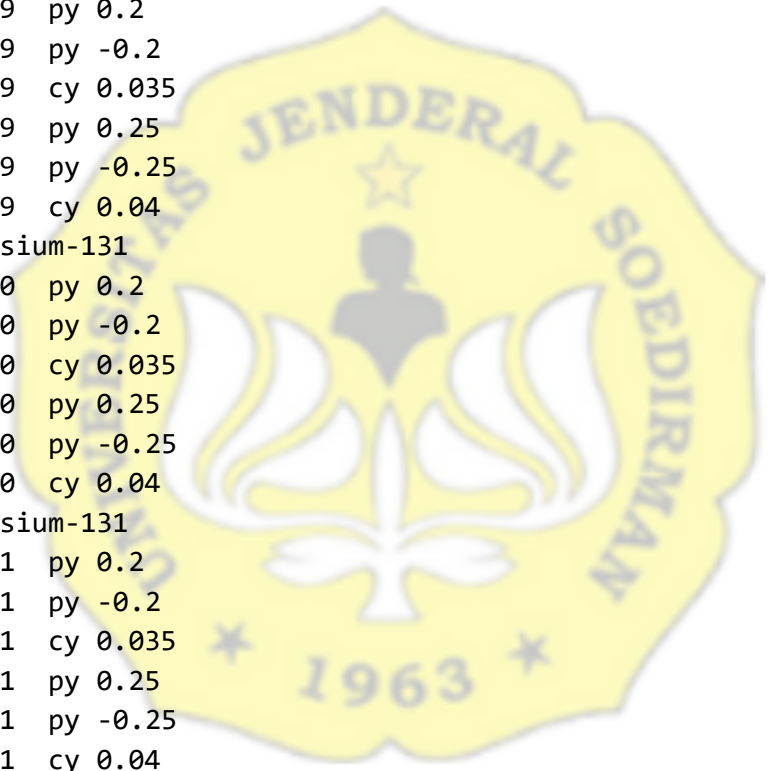 9 py 0.2
9 py -0.2
9 cy 0.035
9 py 0.25
9 py -0.25
9 cy 0.04
sium-131
0 py 0.2
0 py -0.2
0 cy 0.035
0 py 0.25
0 py -0.25
0 cy 0.04
sium-131
1 py 0.2
1 py -0.2
1 cy 0.035
1 py 0.25
1 py -0.25
1 cy 0.04
UNIVERSITAS JENDERAL SOEDIRMAN
1963